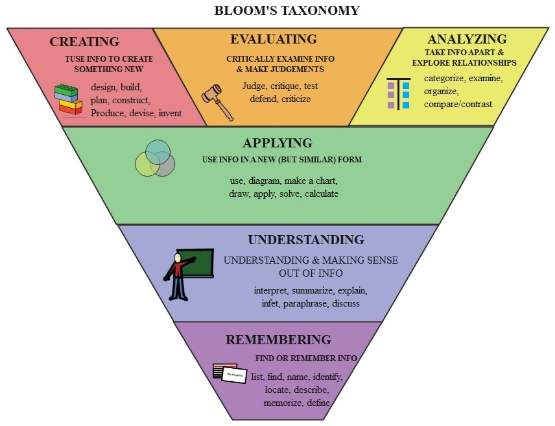 BLOOM'S TAXONOMY
CREATING
TUSE INFO TO CREATE
SOMETHING NEW
design, build,
plan, construct,
Produce, devise, invent
EVALUATING
CRITICALLY EXAMINE INFO
& MAKE JUDGEMENTS
Judge, critique, test
defend, criticize
ANALYZING
TAKE INFO APART &
EXPLORE RELATIONSHIPS
categorize, examine,
organize,
compare/contrast
APPLYING
USE INFO IN A NEW (BUT SIMILAR) FORM
use, diagram, make a chart,
draw, apply, solve, calculate
UNDERSTANDING
UNDERSTANDING & MAKING SENSE
OUT OF INFO
interpret, summarize, explain,
infet, paraphrase, discuss
REMEMBERING
FIND OR REMEMBER INFO
list, find, name, identify,
locate, describe,
memorize, define